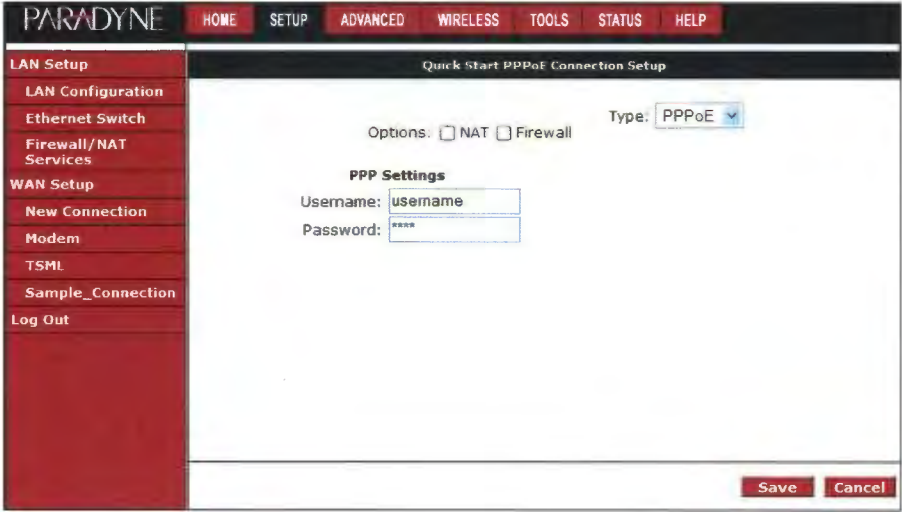 PARADYNE
HOME SETUP ADVANCED WIRELESS TOOLS STATUS HELP
LAN Setup
LAN Configuration
Ethernet Switch
Firewall/NAT
Services
WAN Setup
New Connection
Modem
TSML
Sample_Connection
Log Out
Quick Start PPPoE Connection Setup
Type: PPPoE
Options: NAT Firewall
PPP Settings
Username: username
Password: ****
Save Cancel